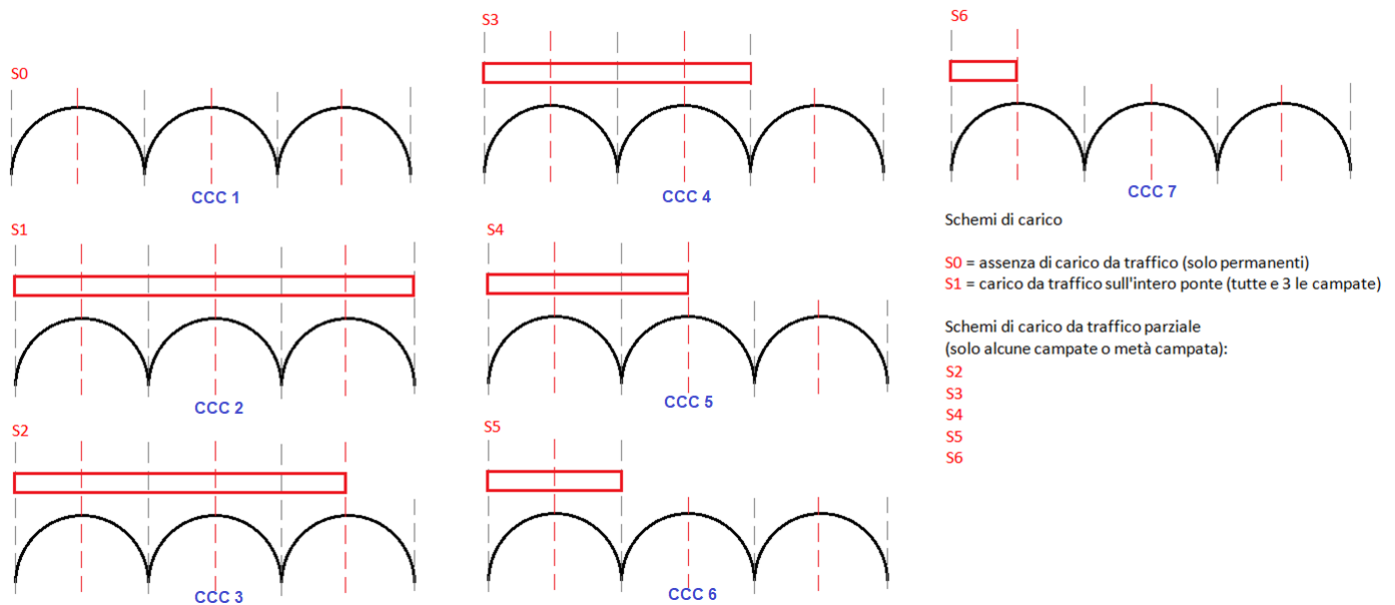 S0
CCC 1
S1
CCC 2
S2
CCC 3
S3
CCC 4
S4
CCC 5
S5
CCC 6
S6
CCC 7
Schemi di carico
S0 = assenza di carico da traffico (solo permanenti)
S1 = carico da traffico sull'intero ponte (tutte e 3 le campate)
Schemi di carico da traffico parziale
(solo alcune campate o metà campata):
S2
S3
S4
S5
S6